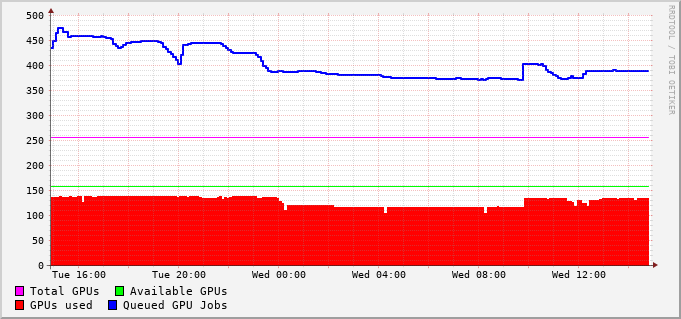 500
450
400
350
300
250
200
150
100
50
0
Tue 16:00 Tue 20:00 Wed 00:00 Wed 04:00 Wed 08:00 Wed 12:00
Total GPUs Available GPUs
GPUs used Queued GPU Jobs
RRDTOOL / TOBI OETIKER